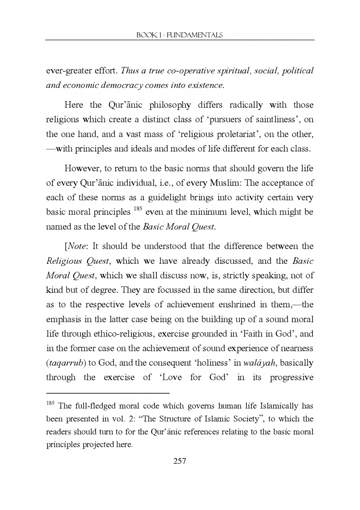 BOOK I - FUNDAMENTALS
ever-greater effort. Thus a true co-operative spiritual, social, political
and economic democracy comes into existence.
Here the Qur’ānic philosophy differs radically with those
religions which create a distinct class of ‘pursuers of saintliness’, on
the one hand, and a vast mass of ‘religious proletariat’, on the other,
—with principles and ideals and modes of life different for each class.
However, to return to the basic norms that should govern the life
of every Qur’ānic individual, i.e., of every Muslim: The acceptance of
each of these norms as a guidelight brings into activity certain very
basic moral principles 185 even at the minimum level, which might be
named as the level of the Basic Moral Quest.
[Note: It should be understood that the difference between the
Religious Quest, which we have already discussed, and the Basic
Moral Quest, which we shall discuss now, is, strictly speaking, not of
kind but of degree. They are focussed in the same direction, but differ
as to the respective levels of achievement enshrined in them,—the
emphasis in the latter case being on the building up of a sound moral
life through ethico-religious, exercise grounded in ‘Faith in God’, and
in the former case on the achievement of sound experience of nearness
(taqarrub) to God, and the consequent ‘holiness’ in walāyah, basically
through the exercise of ‘Love for God’ in its progressive
185 The full-fledged moral code which governs human life Islamically has
been presented in vol. 2: “The Structure of Islamic Society”, to which the
readers should turn to for the Qur’ānic references relating to the basic moral
principles projected here.
257